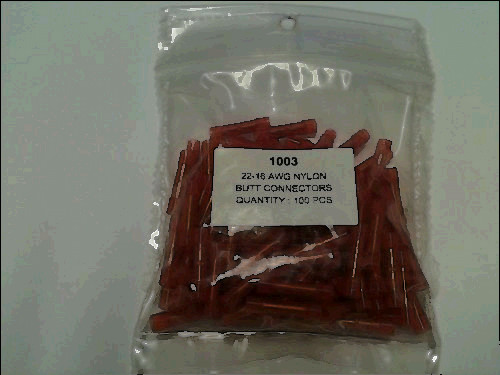 1003
22-16 AWG NYLON
BUTT CONNECTORS
QUANTITY : 100 PCS